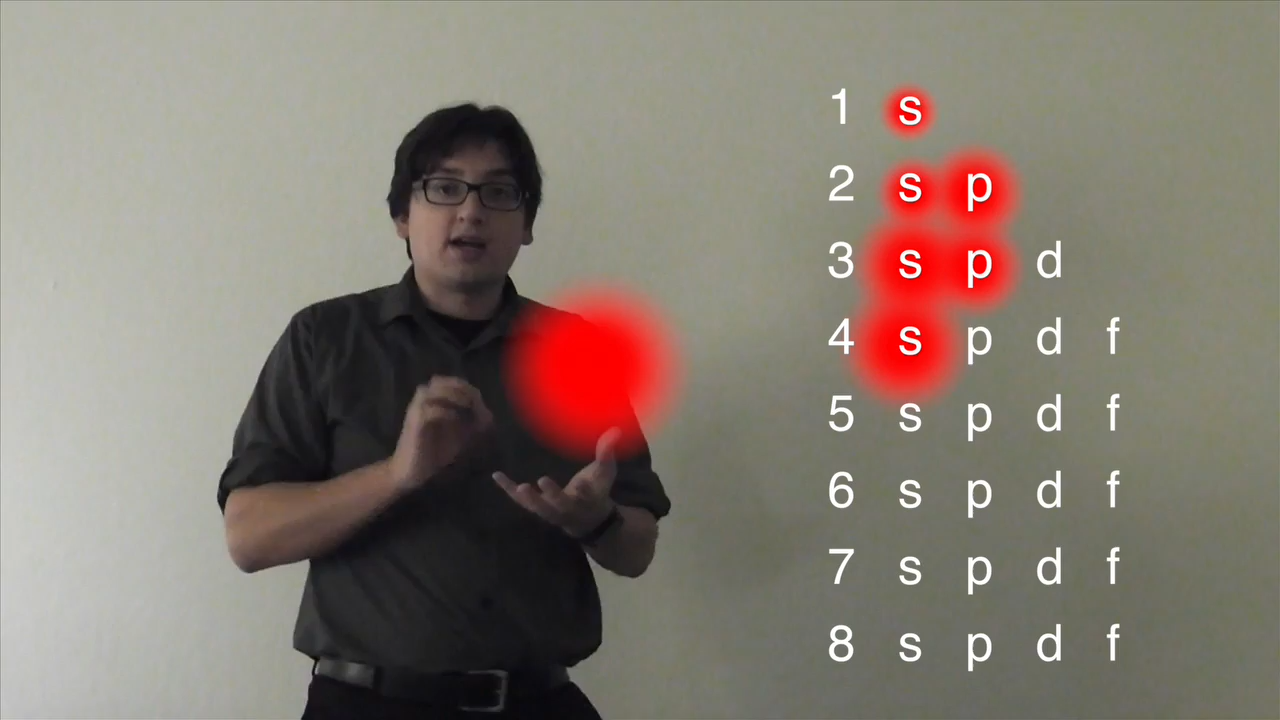 1 s
2 s p
3 s p d
4 s p d f
5 s p d f
6 s p d f
7 s p d f
8 s p d f